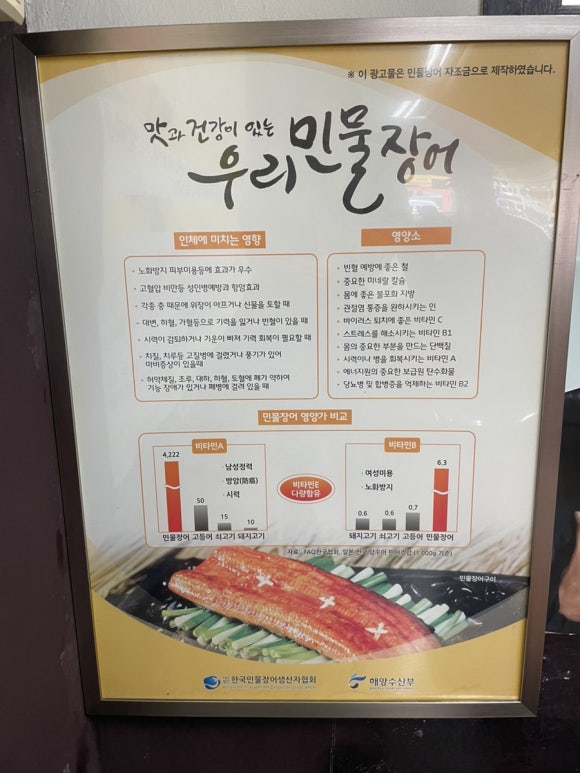 ※ 이 광고물은 민물장어 자조금으로 제작하였습니다.
맛과 건강이 있는
우리 민물장어
인체에 미치는 영향
· 노화방지 피부미용등에 효과가 우수
· 고혈압 비만등 성인병예방과 항암효과
· 각종 충 때문에 위장이 아프거나 신물을 토할 때
· 대변, 하혈, 가혈등으로 기력을 잃거나 빈혈이 있을 때
· 시력이 감퇴하거나 기운이 빠져 기력 회복이 필요할 때
· 치질, 치루등 고질병에 걸렸거나 풍기가 있어
마비증상이 있을때
· 허약체질, 조루, 대하, 하혈, 토혈에 폐가 약하여
기능 장애가 있거나 폐병에 걸려 있을 때
영양소
· 빈혈 예방에 좋은 철
· 중요한 미네랄 칼슘
· 몸에 좋은 불포화 지방
· 관절염 통증을 완하시키는 인
· 바이러스 퇴치에 좋은 비타민 C
· 스트레스를 해소시키는 비타민 B1
· 몸의 중요한 부분을 만드는 단백질
· 시력이나 병을 회복시키는 비타민 A
· 에너지원의 중요한 보급원 탄수화물
· 당뇨병 및 합병증을 억제하는 비타민 B2
민물장어 영양가 비교
비타민A
4,222
50
15
10
· 남성정력
· 방암(防癌)
· 시력
민물장어 고등어 쇠고기 돼지고기
비타민E
다량함유
비타민B
· 여성미용
· 노화방지
0.6
0.6
0.7
6.3
돼지고기 쇠고기 고등어 민물장어
민물장어구이
한국민물장어생산자협회
해양수산부